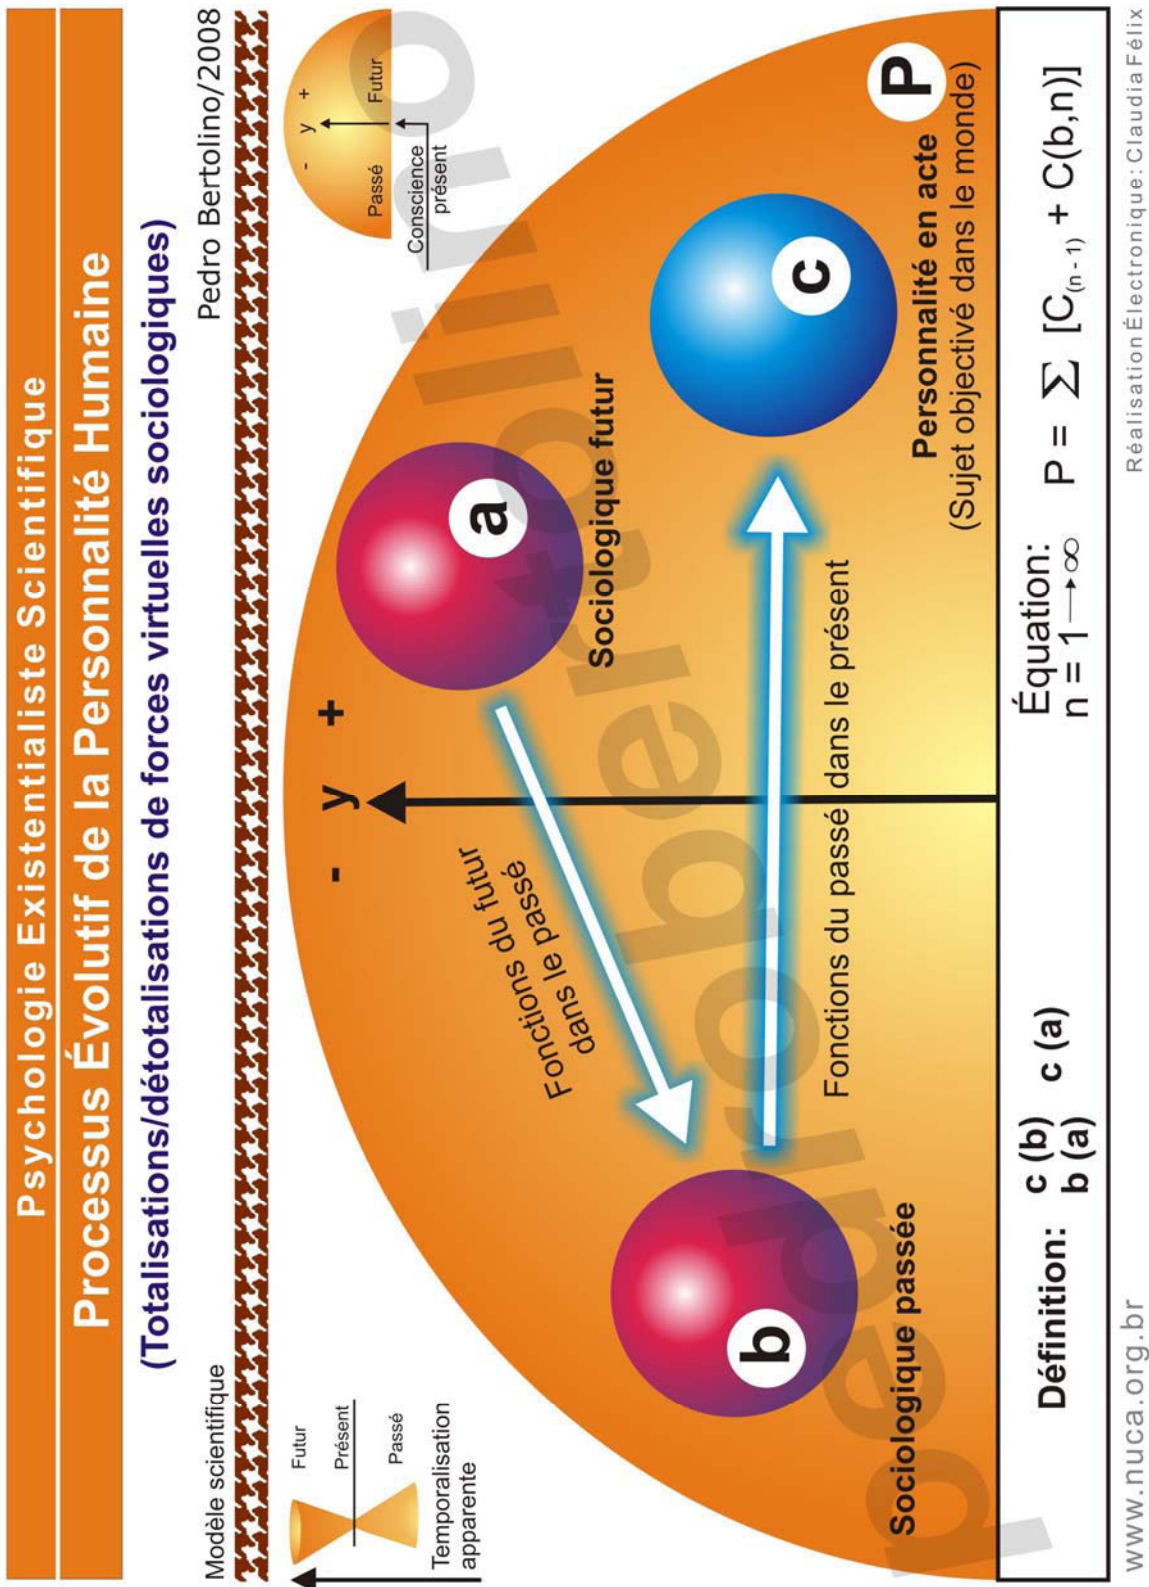 Psychologie Existentialiste Scientifique
Processus Évolutif de la Personnalité Humaine
(Totalisations/détotalisations de forces virtuelles sociologiques)
Modèle scientifique
Pedro Bertolino/2008
Futur
Présent
Passé
Temporalisation
apparente
- y +
Passé
Futur
Conscience
présent
- y +
a
Sociologique futur
Fonctions du futur
dans le passé
b
Sociologique passée
Fonctions du passé dans le présent
c
Personnalité en acte
(Sujet objectivé dans le monde)
P
pedrobertolino
Définition: c (b) c (a)
b (a)
Équation:
n = 1 → ∞ P = Σ [C(n - 1) + C(b,n)]
www.nuca.org.br
Réalisation Électronique: Claudia Félix